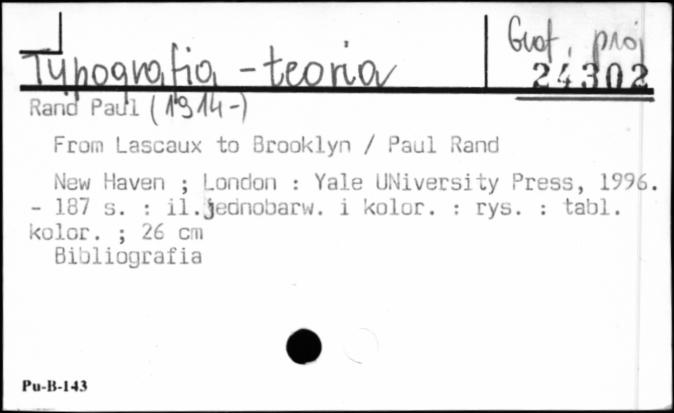 Graf. proj
Typografia - teoria
24302
Rand Paul (1914-)
From Lascaux to Brooklyn / Paul Rand
New Haven ; London : Yale UNiversity Press, 1996.
- 187 s. : il.jednobarw. i kolor. : rys. : tabl.
kolor. ; 26 cm
Bibliografia
Pu-B-143